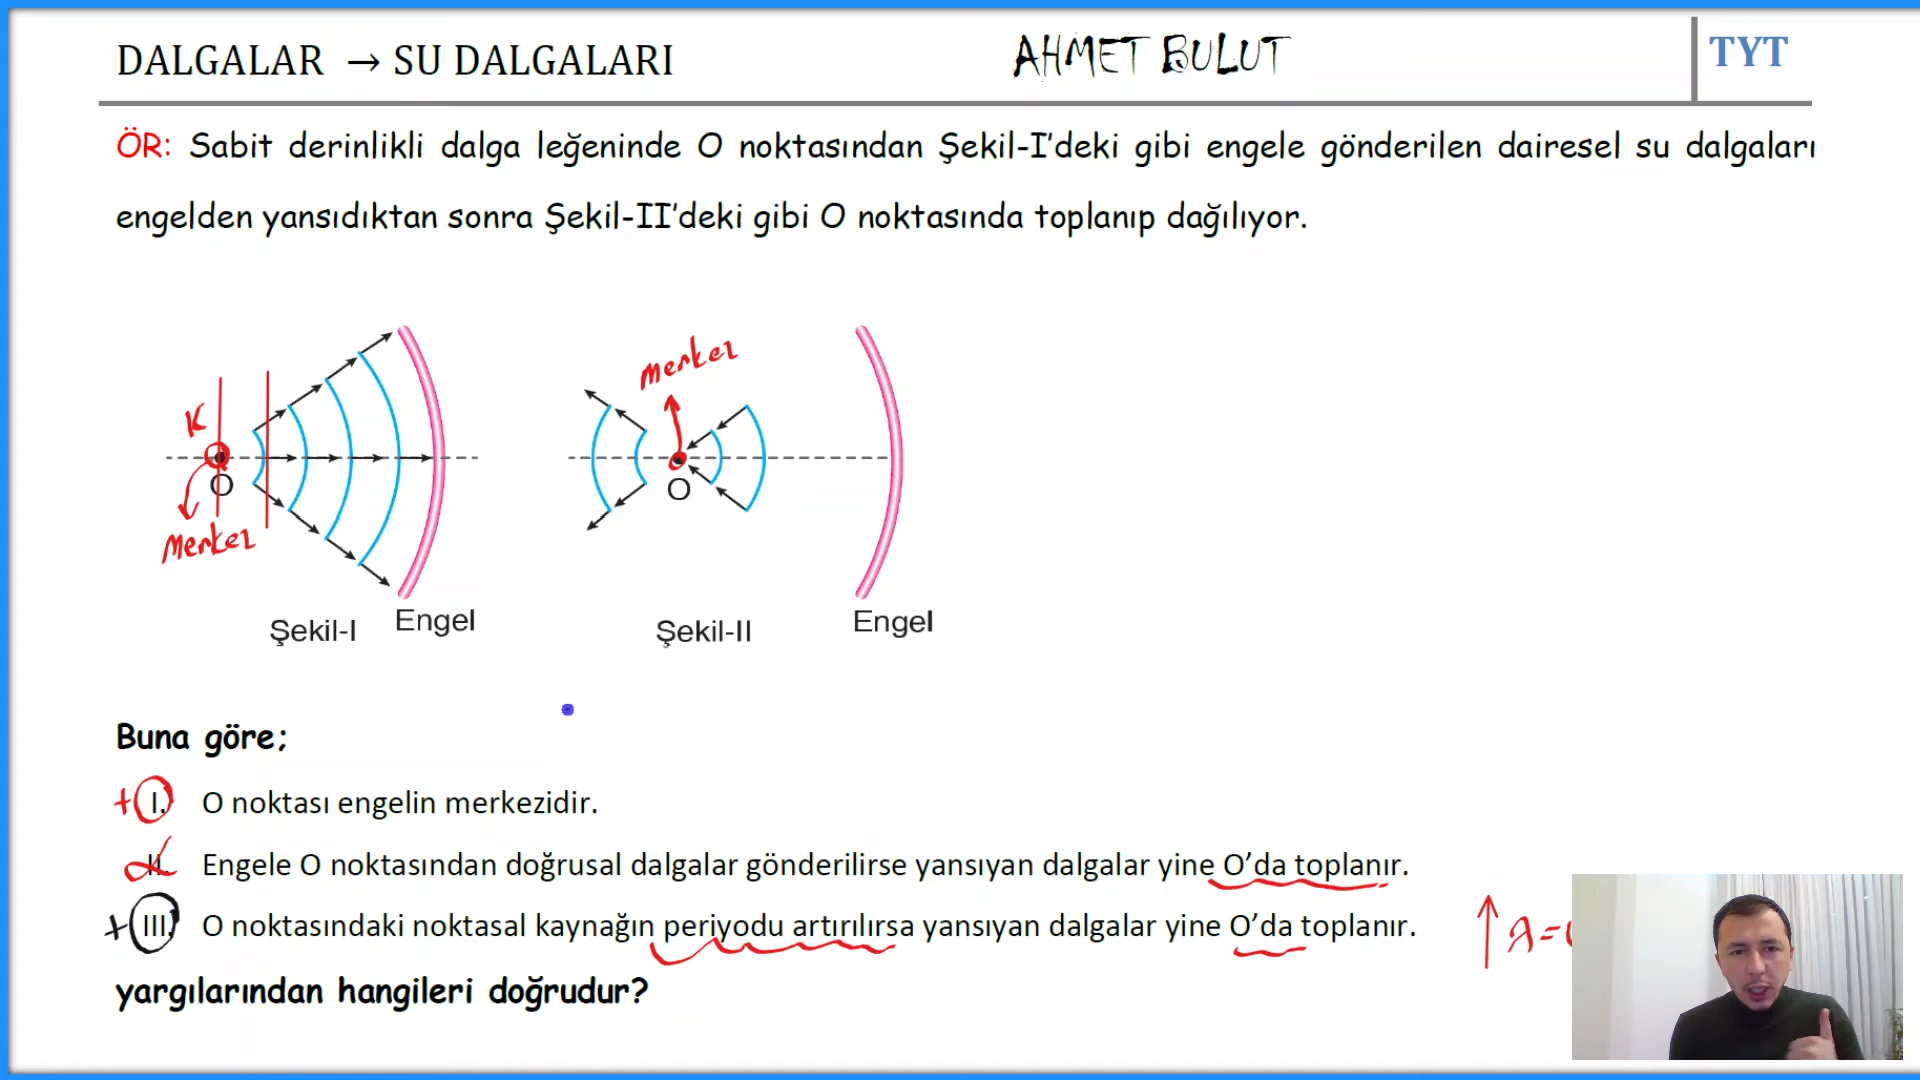 DALGALAR → SU DALGALARI
AHMET BULUT
TYT
ÖR: Sabit derinlikli dalga leğeninde O noktasından Şekil-I'deki gibi engele gönderilen dairesel su dalgaları
engelden yansıdıktan sonra Şekil-II'deki gibi O noktasında toplanıp dağılıyor.
merkez
K
O
O
Merkez
Şekil-I
Engel
Şekil-II
Engel
Buna göre;
+ I. O noktası engelin merkezidir.
II. Engele O noktasından doğrusal dalgalar gönderilirse yansıyan dalgalar yine O'da toplanır.
+ III. O noktasındaki noktasal kaynağın periyodu artırılırsa yansıyan dalgalar yine O'da toplanır.
↑ λ=
yargılarından hangileri doğrudur?